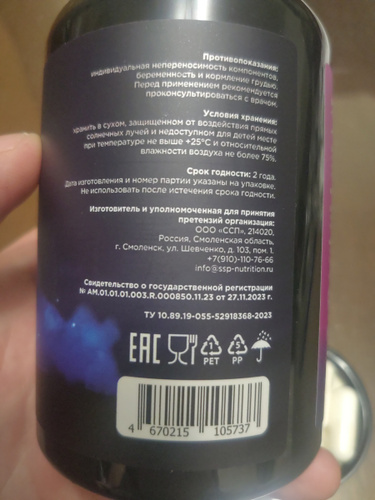 Противопоказания:
индивидуальная непереносимость компонентов,
беременность и кормление грудью.
Перед применением рекомендуется
проконсультироваться с врачом.
Условия хранения:
хранить в сухом, защищенном от воздействия прямых
солнечных лучей и недоступном для детей месте
при температуре не выше +25°С и относительной
влажности воздуха не более 75%.
Срок годности: 2 года.
Дата изготовления и номер партии указаны на упаковке.
Не использовать после истечения срока годности.
Изготовитель и уполномоченная для принятия
претензий организация:
ООО «ССП», 214020,
Россия, Смоленская область,
г. Смоленск, ул. Шевченко, д. 103, пом. 1.
+7(910)-110-76-66
info@ssp-nutrition.ru
Свидетельство о государственной регистрации
№ AM.01.01.01.003.R.000850.11.23 от 27.11.2023 г.
ТУ 10.89.19-055-52918368-2023
EAC
1
PET
5
PP
4 670215 105737